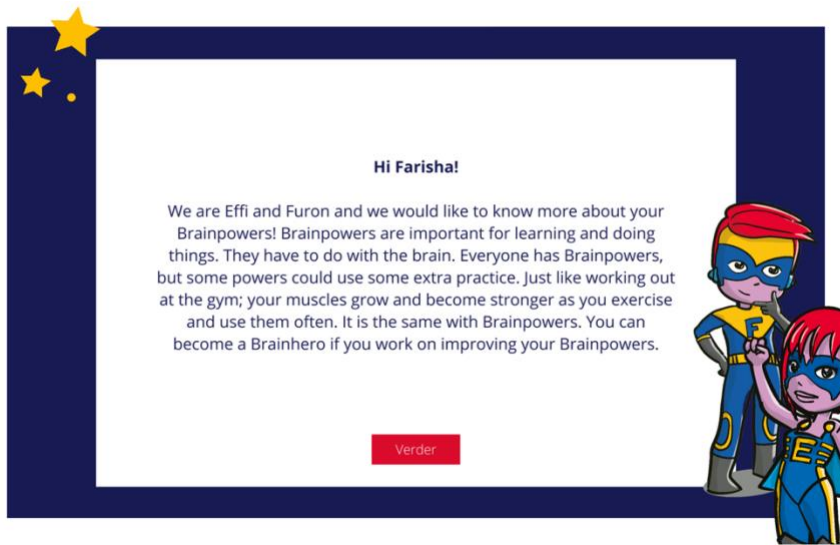 Hi Farisha!
We are Effi and Furon and we would like to know more about your
Brainpowers! Brainpowers are important for learning and doing
things. They have to do with the brain. Everyone has Brainpowers,
but some powers could use some extra practice. Just like working out
at the gym; your muscles grow and become stronger as you exercise
and use them often. It is the same with Brainpowers. You can
become a Brainhero if you work on improving your Brainpowers.
Verder
F
E